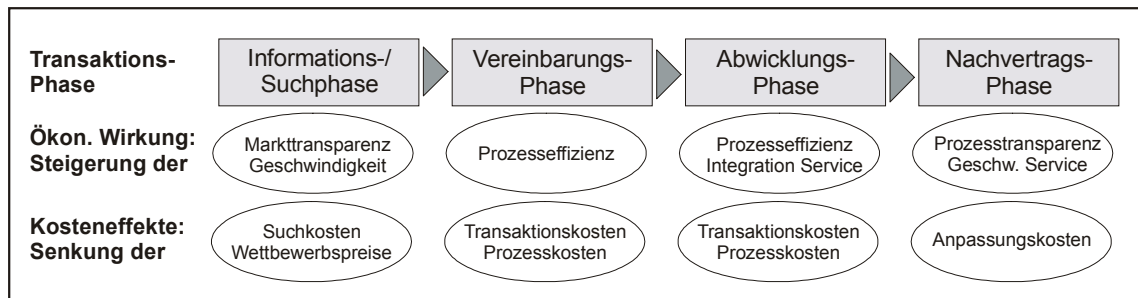 Transaktions-
Phase
Informations-/
Suchphase
Vereinbarungs-
Phase
Abwicklungs-
Phase
Nachvertrags-
Phase
Ökon. Wirkung:
Steigerung der
Markttransparenz
Geschwindigkeit
Prozesseffizienz
Prozesseffizienz
Integration Service
Prozesstransparenz
Geschw. Service
Kosteneffekte:
Senkung der
Suchkosten
Wettbewerbspreise
Transaktionskosten
Prozesskosten
Transaktionskosten
Prozesskosten
Anpassungskosten